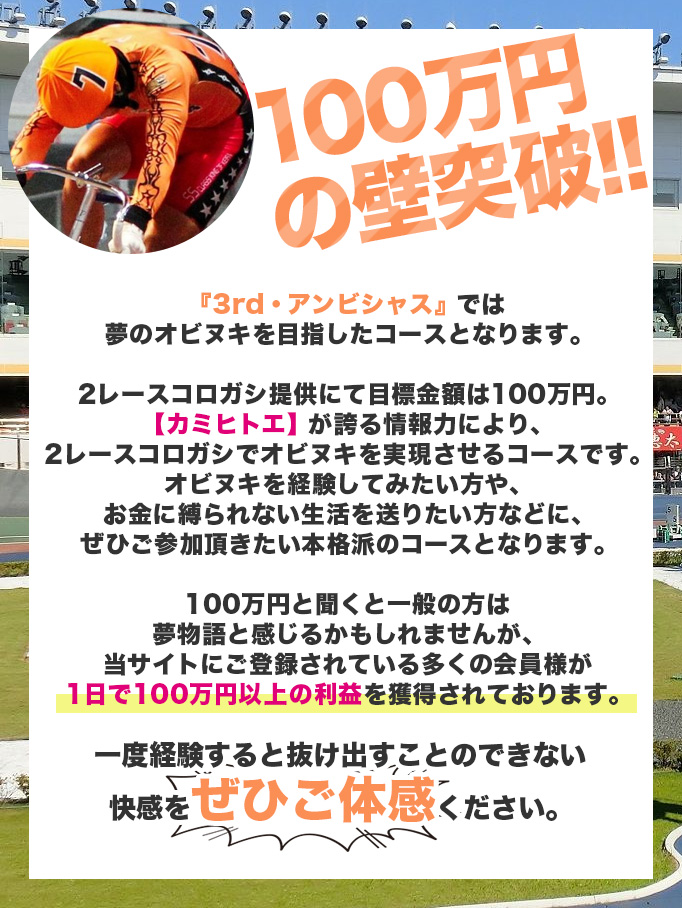 7
100万円
の壁突破!!
『3rd・アンビシャス』では
夢のオビヌキを目指したコースとなります。
2レースコロガシ提供にて目標金額は100万円。
【カミヒトエ】が誇る情報力により、
2レースコロガシでオビヌキを実現させるコースです。
オビヌキを経験してみたい方や、
お金に縛られない生活を送りたい方などに、
ぜひご参加頂きたい本格派のコースとなります。
100万円と聞くと一般の方は
夢物語と感じるかもしれませんが、
当サイトにご登録されている多くの会員様が
1日で100万円以上の利益を獲得されております。
一度経験すると抜け出すことのできない
快感をぜひご体感ください。